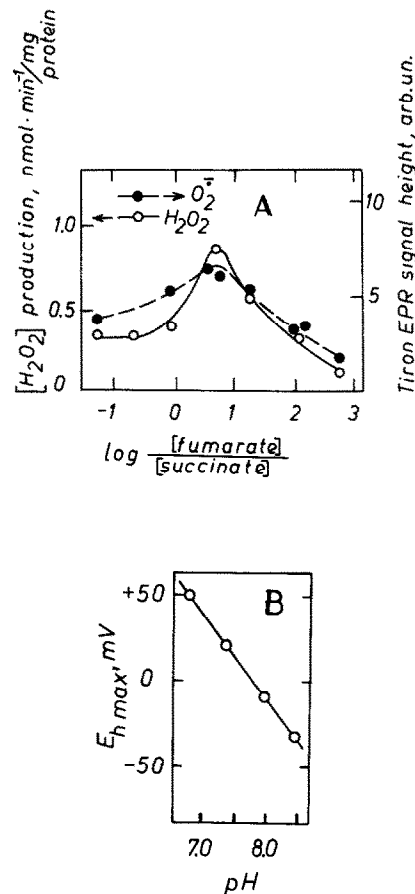 [H2O2] production, nmol·min⁻¹/mg protein
Tiron EPR signal height, arb.un.
A
O2∸
H2O2
1.0
0.5
0
10
5
-1 0 1 2 3
log [fumarate]/[succinate]
B
E h max, mV
+50
0
-50
7.0 8.0
pH